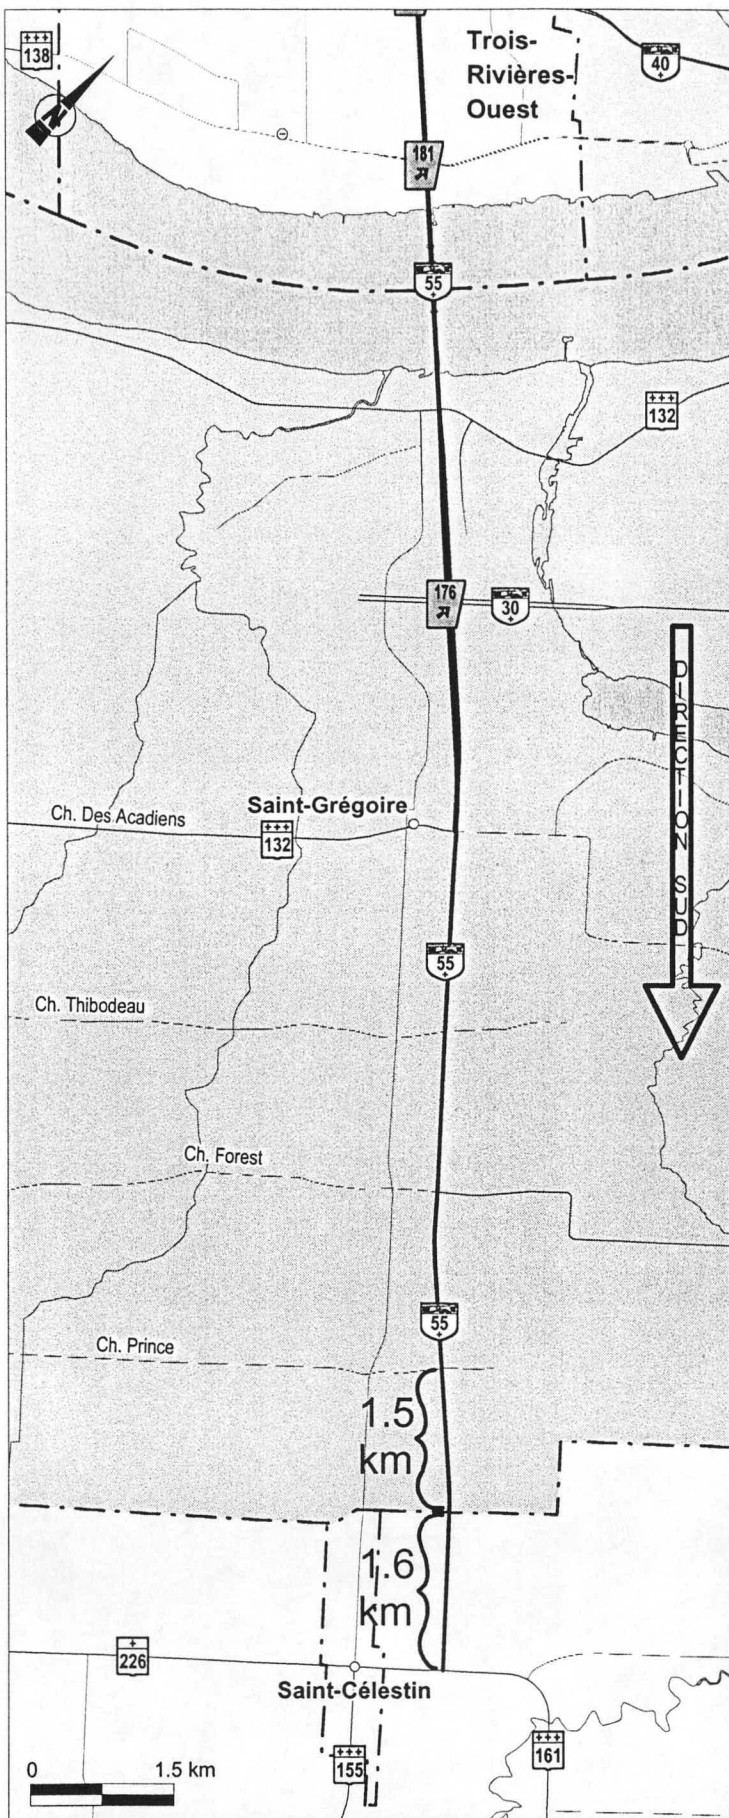 138
Trois-
Rivières-
Ouest
40
N
181
55
132
176
30
DIRECTION SUD
Saint-Grégoire
Ch. Des Acadiens
132
55
Ch. Thibodeau
Ch. Forest
55
Ch. Prince
1.5
km
1.6
km
226
Saint-Célestin
0 1.5 km
155
161